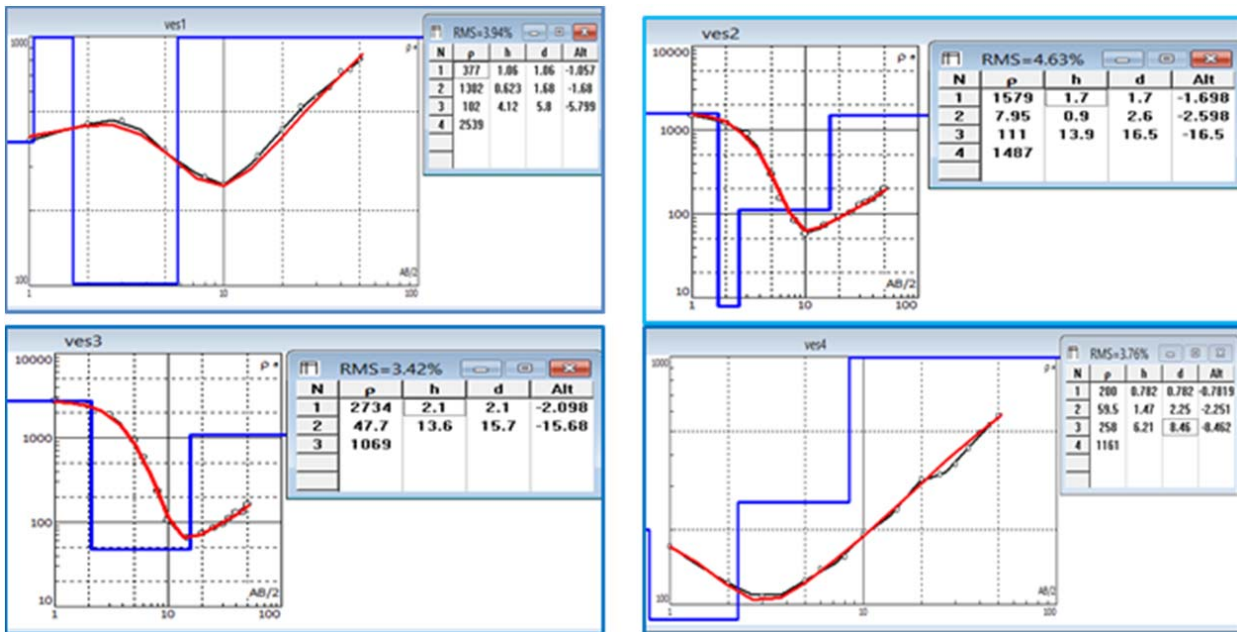 ves1
1000
ρ *
100
1
10
100
AB/2
RMS=3.94%
N ρ h d Alt
1 377 1.06 1.06 -1.057
2 1302 0.623 1.68 -1.68
3 102 4.12 5.8 -5.799
4 2539
ves2
10000
ρ *
1000
100
10
1
10
100
AB/2
RMS=4.63%
N ρ h d Alt
1 1579 1.7 1.7 -1.698
2 7.95 0.9 2.6 -2.598
3 111 13.9 16.5 -16.5
4 1487
ves3
10000
ρ *
1000
100
10
1
10
100
AB/2
RMS=3.42%
N ρ h d Alt
1 2734 2.1 2.1 -2.098
2 47.7 13.6 15.7 -15.68
3 1069
ves4
1000
ρ *
100
1
10
100
AB/2
RMS=3.76%
N ρ h d Alt
1 200 0.782 0.782 -0.7819
2 59.5 1.47 2.25 -2.251
3 258 6.21 8.46 -8.462
4 1161